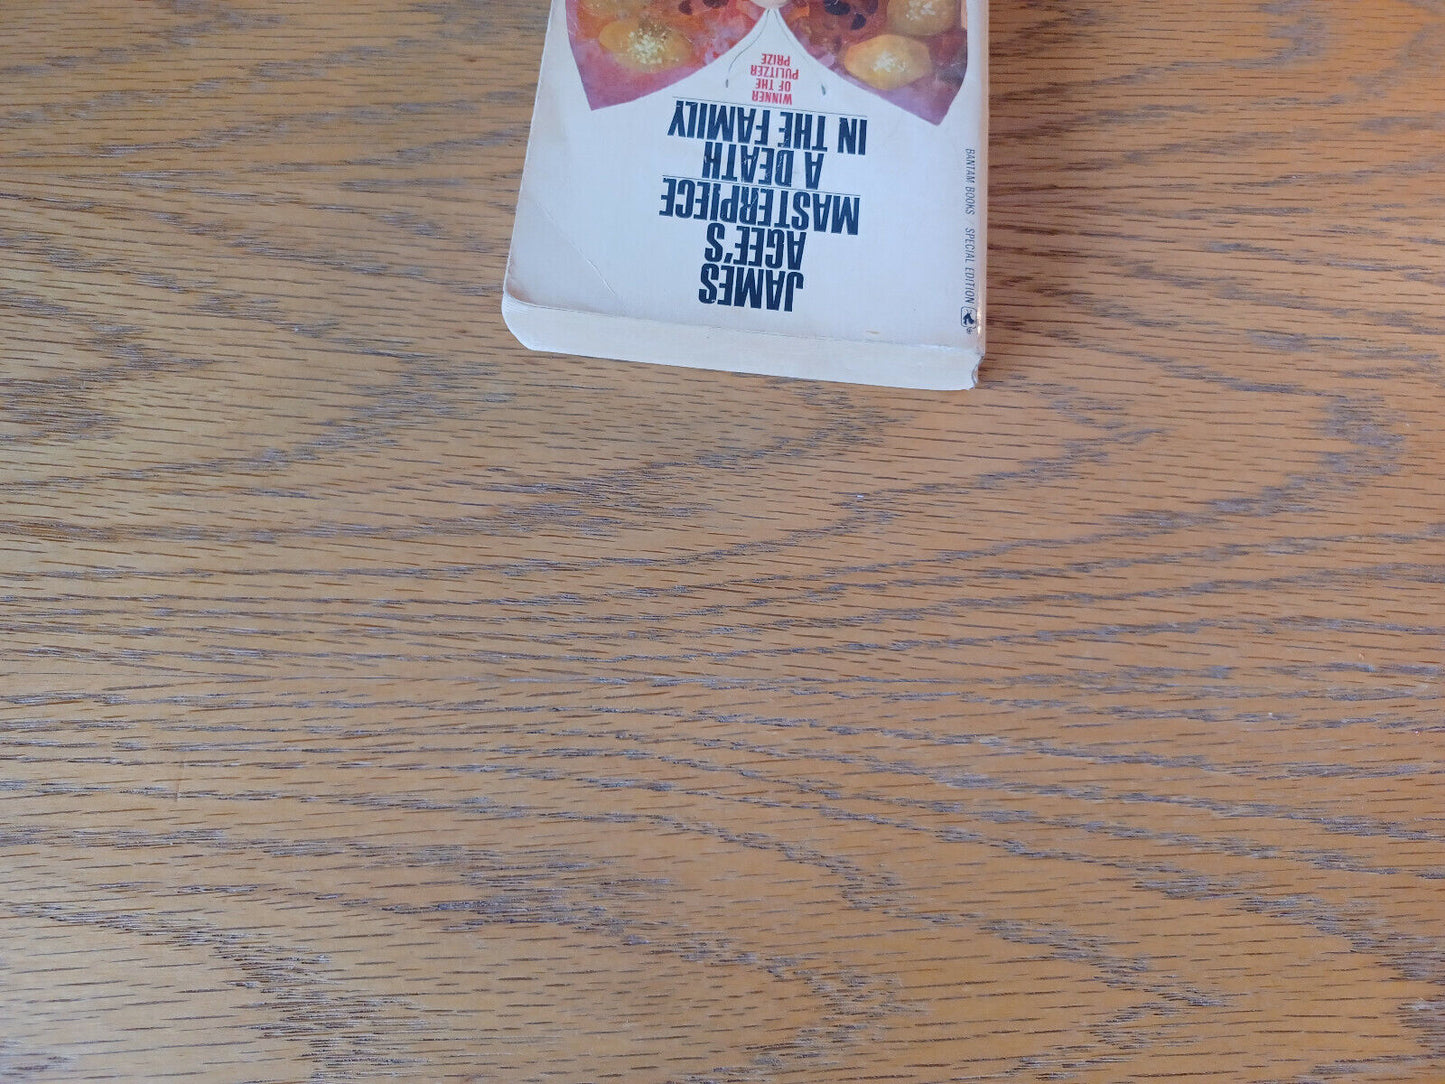 JAMES
AGEE'S
MASTERPIECE
A DEATH
IN THE FAMILY
WINNER
OF THE
PULITZER
PRIZE
BANTAM BOOKS / SPECIAL EDITION